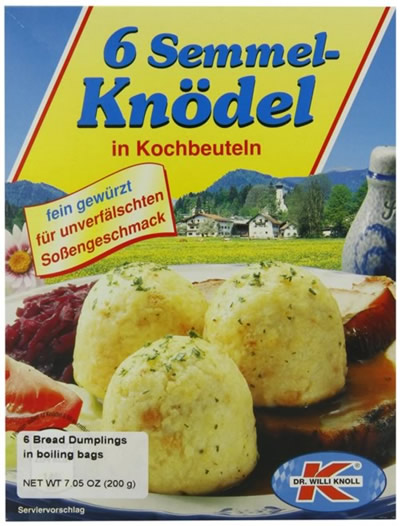 6 Semmel-
Knödel
in Kochbeuteln
fein gewürzt
für unverfälschten
Soßengeschmack
6 Bread Dumplings
in boiling bags
NET WT 7.05 OZ (200 g)
K
DR. WILLI KNOLL
Serviervorschlag